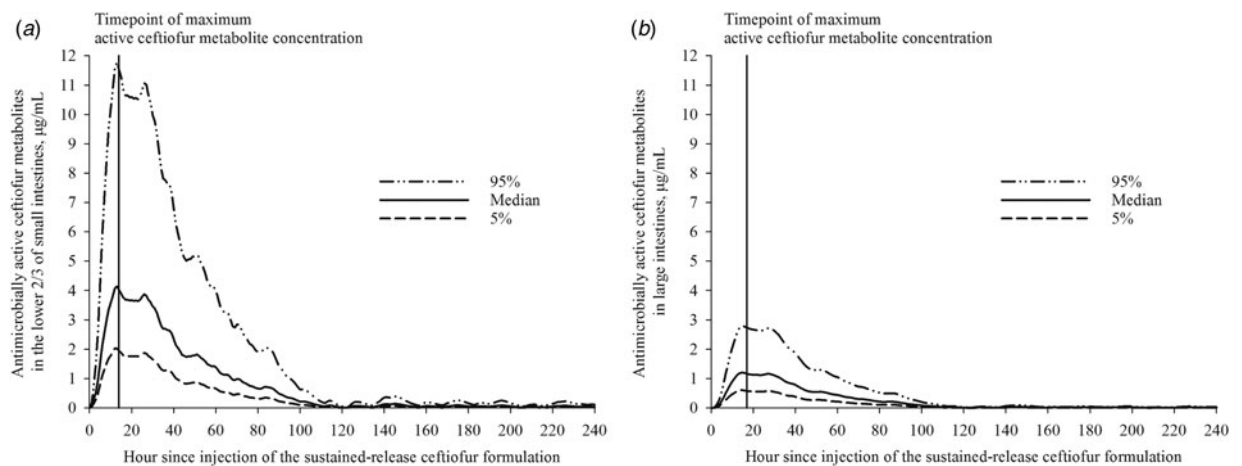 (a)
Timepoint of maximum
active ceftiofur metabolite concentration
Antimicrobially active ceftiofur metabolites
in the lower 2/3 of small intestines, μg/mL
12
11
10
9
8
7
6
5
4
3
2
1
0
95%
Median
5%
0 20 40 60 80 100 120 140 160 180 200 220 240
Hour since injection of the sustained-release ceftiofur formulation
(b)
Timepoint of maximum
active ceftiofur metabolite concentration
Antimicrobially active ceftiofur metabolites
in large intestines, μg/mL
12
11
10
9
8
7
6
5
4
3
2
1
0
95%
Median
5%
0 20 40 60 80 100 120 140 160 180 200 220 240
Hour since injection of the sustained-release ceftiofur formulation